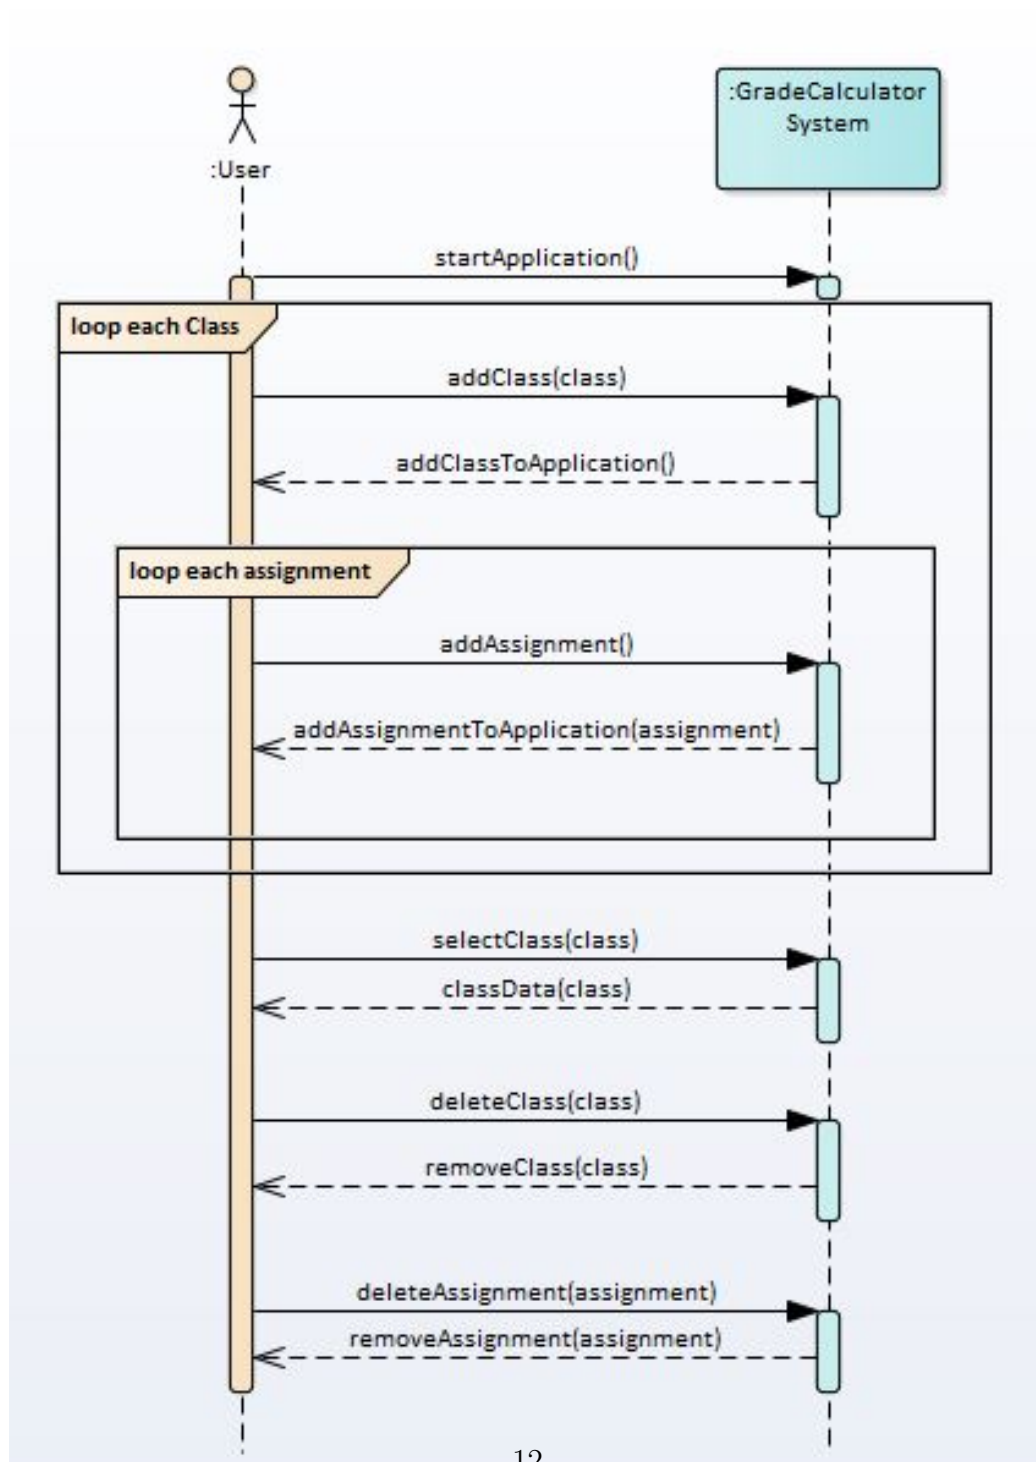 :User
:GradeCalculator
System
startApplication()
loop each Class
addClass(class)
addClassToApplication()
loop each assignment
addAssignment()
addAssignmentToApplication(assignment)
selectClass(class)
classData(class)
deleteClass(class)
removeClass(class)
deleteAssignment(assignment)
removeAssignment(assignment)
12